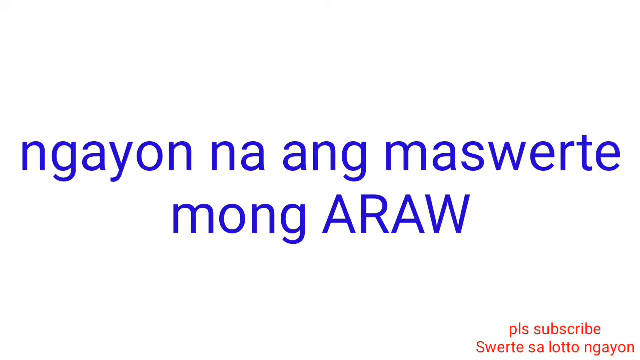 ngayon na ang maswerte
mong ARAW
pls subscribe
Swerte sa lotto ngayon